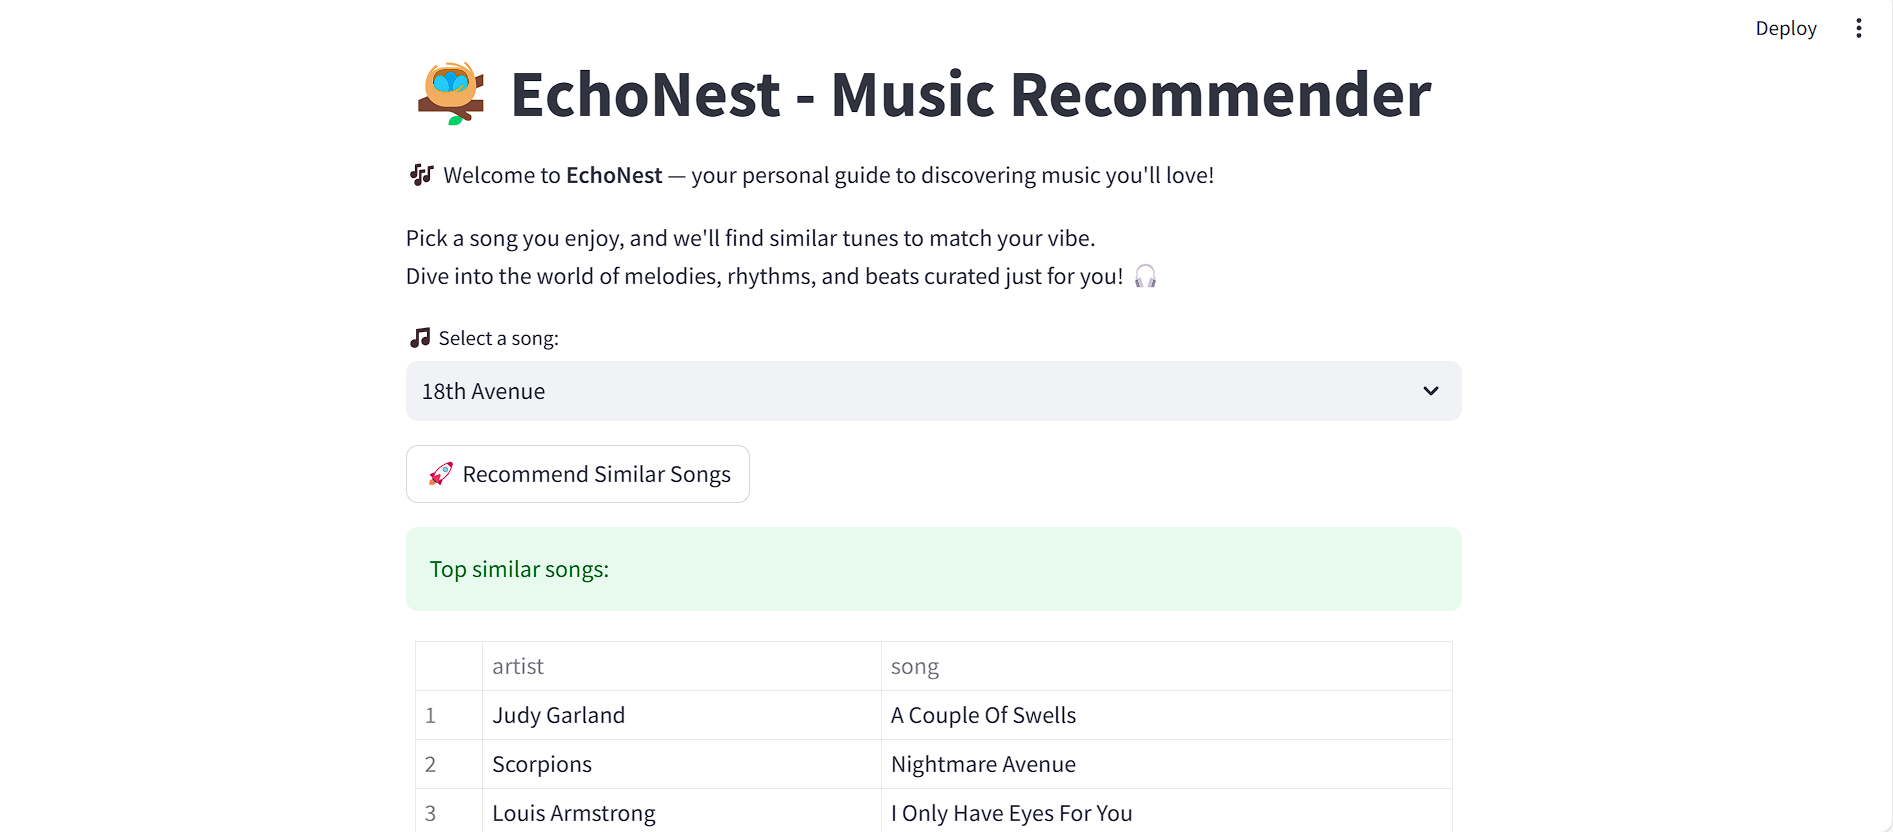 Deploy
EchoNest - Music Recommender
Welcome to EchoNest — your personal guide to discovering music you'll love!
Pick a song you enjoy, and we'll find similar tunes to match your vibe.
Dive into the world of melodies, rhythms, and beats curated just for you!
Select a song:
18th Avenue
Recommend Similar Songs
Top similar songs:
artist song
1 Judy Garland A Couple Of Swells
2 Scorpions Nightmare Avenue
3 Louis Armstrong I Only Have Eyes For You